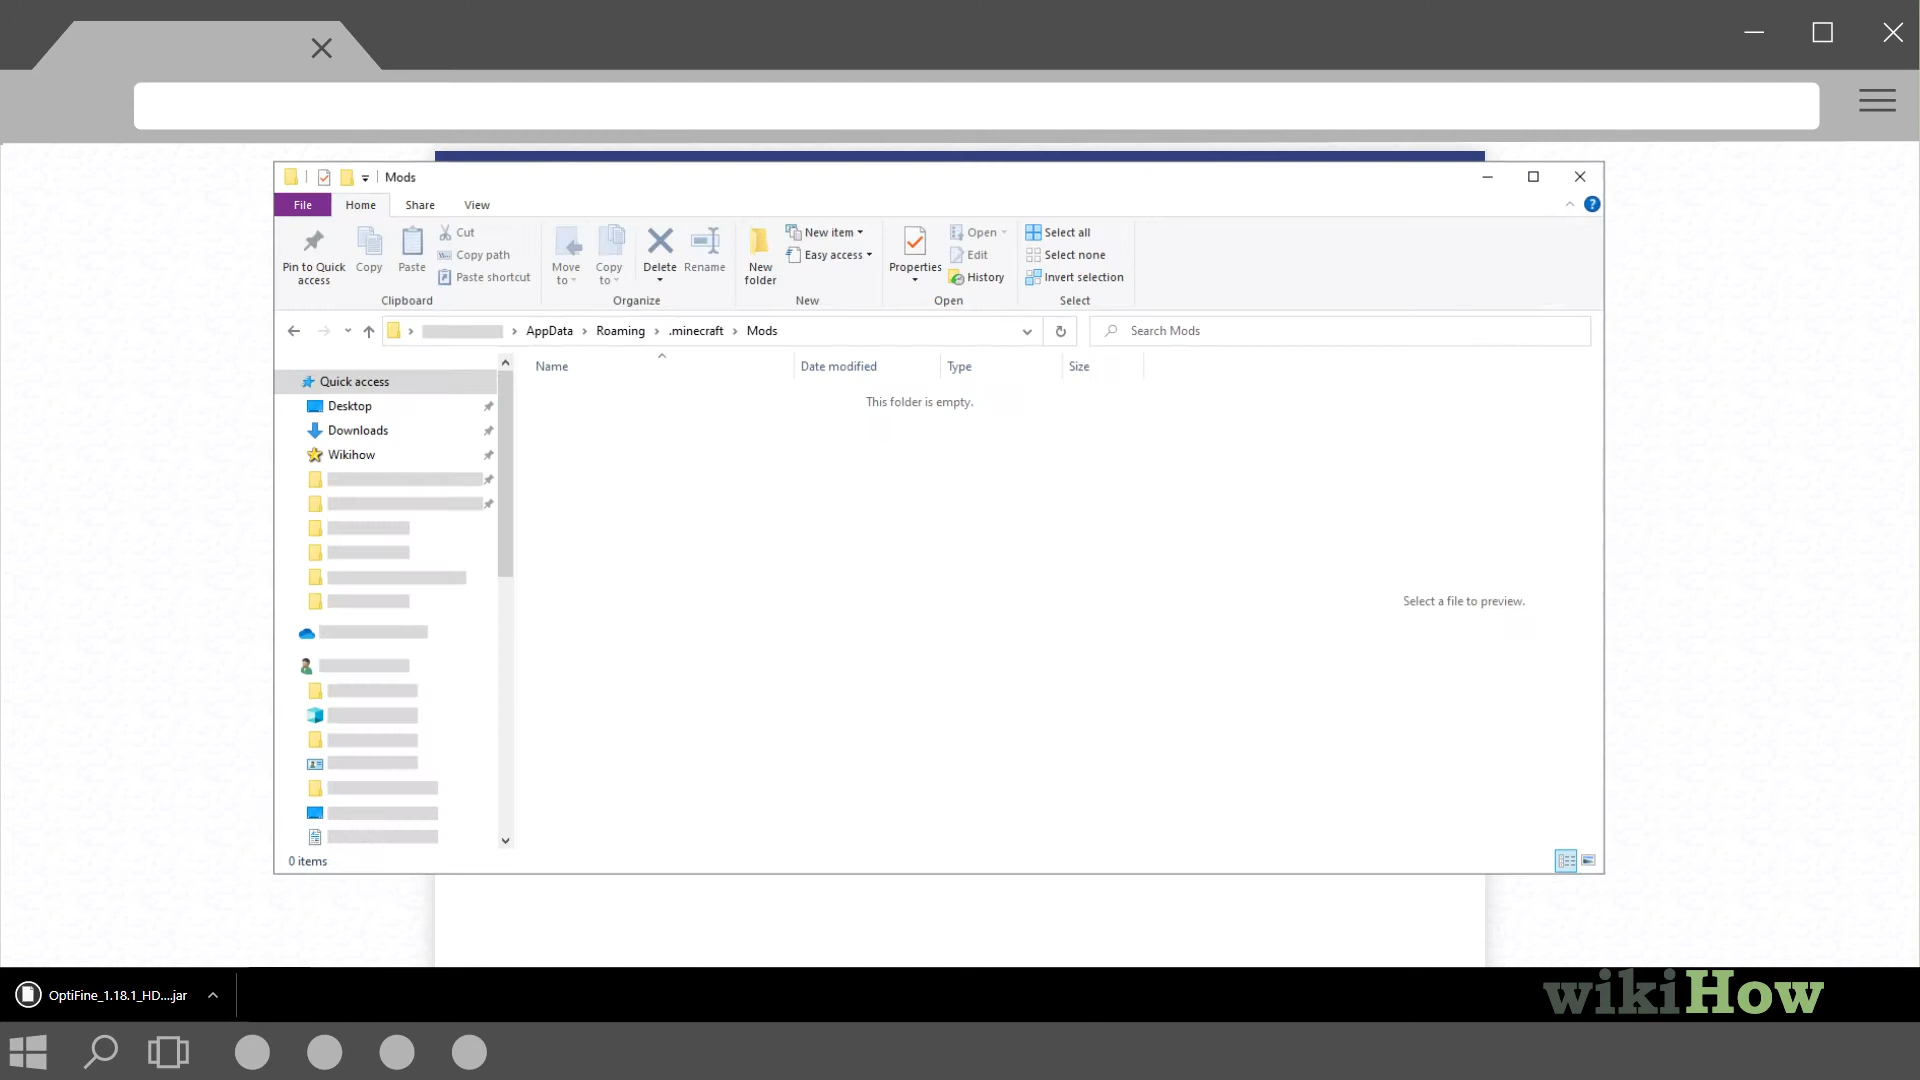 Mods
File Home Share View
Pin to Quick access
Copy
Paste
Cut
Copy path
Paste shortcut
Clipboard
Move to
Copy to
Delete
Rename
Organize
New folder
New item
Easy access
New
Properties
Open
Edit
History
Open
Select all
Select none
Invert selection
Select
AppData > Roaming > .minecraft > Mods
Search Mods
Name Date modified Type Size
This folder is empty.
Quick access
Desktop
Downloads
Wikihow
Select a file to preview.
0 items
OptiFine_1.18.1_HD....jar
wikiHow